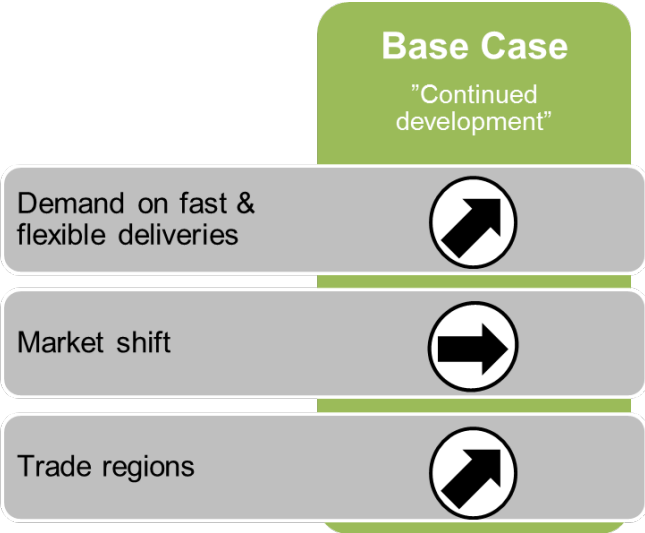 Base Case
”Continued
development”
Demand on fast &
flexible deliveries
Market shift
Trade regions